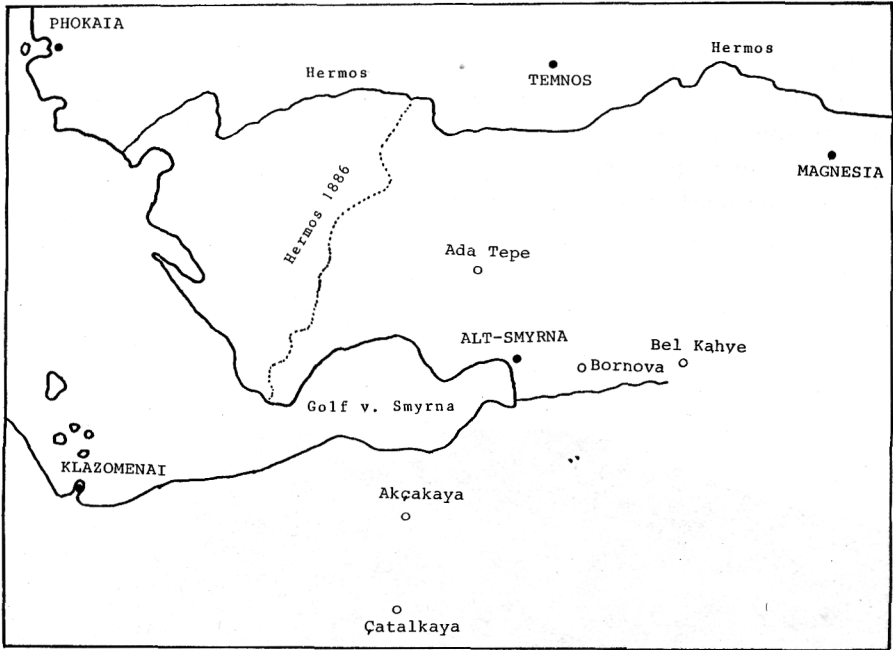 PHOKAIA
Hermos
Hermos
TEMNOS
MAGNESIA
Hermos 1886
Ada Tepe
ALT-SMYRNA
Bel Kahve
Bornova
Golf v. Smyrna
KLAZOMENAI
Akçakaya
Çatalkaya